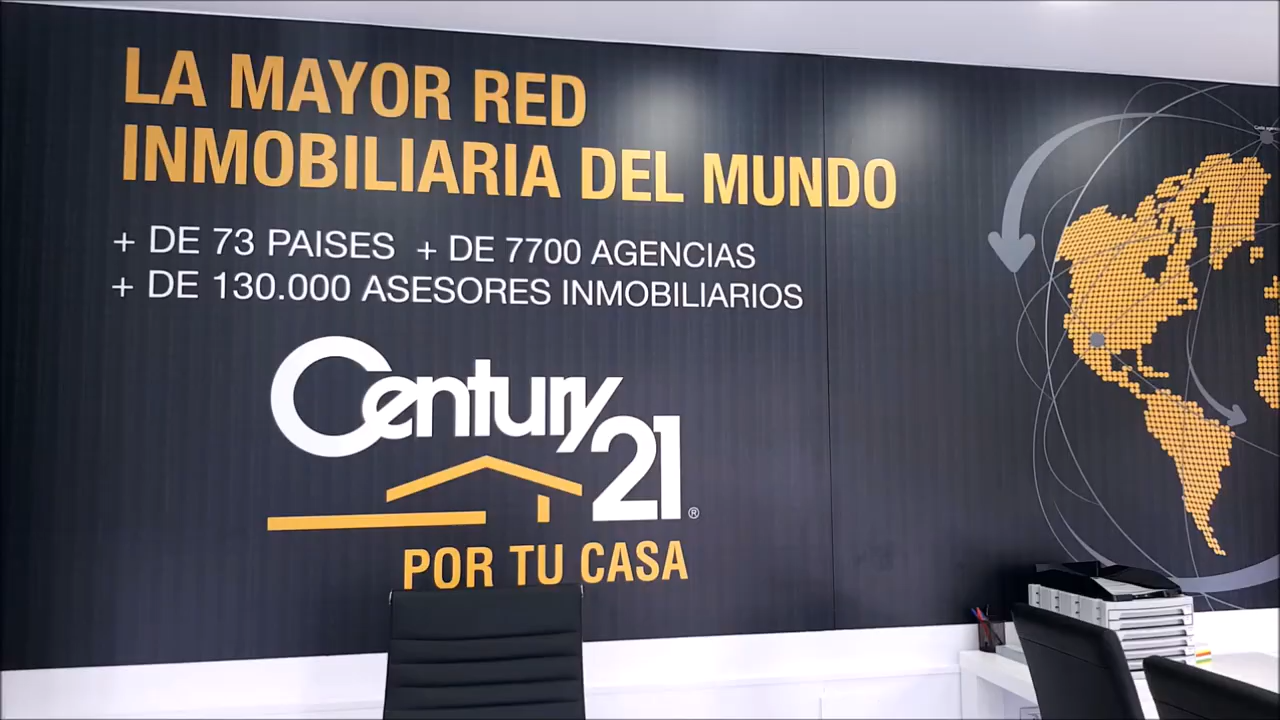 LA MAYOR RED
INMOBILIARIA DEL MUNDO
+ DE 73 PAISES + DE 7700 AGENCIAS
+ DE 130.000 ASESORES INMOBILIARIOS
Century
21®
POR TU CASA